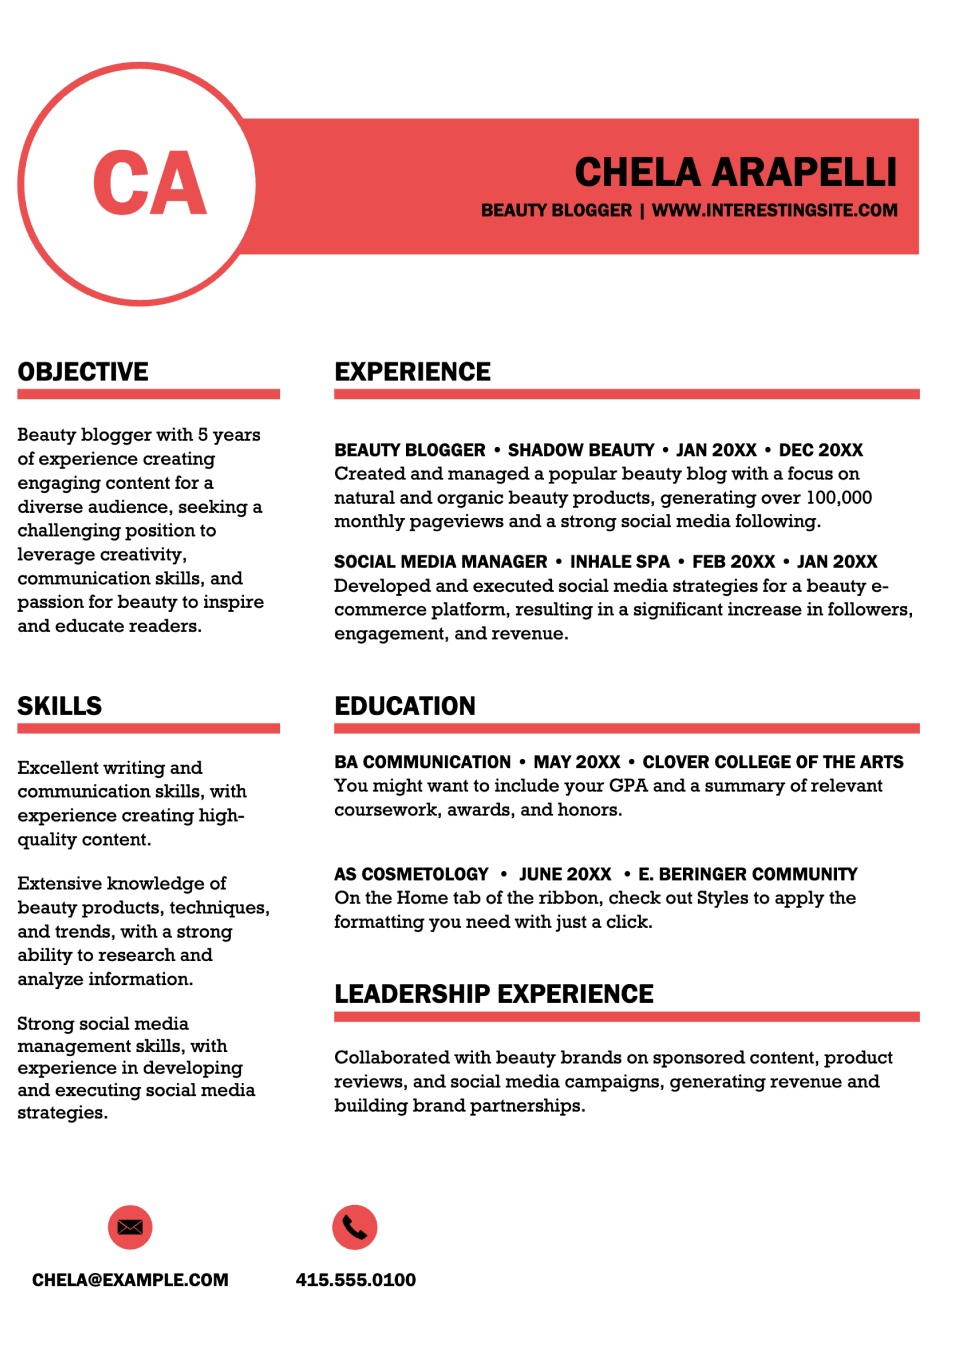 CA
CHELA ARAPELLI
BEAUTY BLOGGER | WWW.INTERESTINGSITE.COM
OBJECTIVE
Beauty blogger with 5 years
of experience creating
engaging content for a
diverse audience, seeking a
challenging position to
leverage creativity,
communication skills, and
passion for beauty to inspire
and educate readers.
SKILLS
Excellent writing and
communication skills, with
experience creating high-
quality content.
Extensive knowledge of
beauty products, techniques,
and trends, with a strong
ability to research and
analyze information.
Strong social media
management skills, with
experience in developing
and executing social media
strategies.
EXPERIENCE
BEAUTY BLOGGER • SHADOW BEAUTY • JAN 20XX • DEC 20XX
Created and managed a popular beauty blog with a focus on
natural and organic beauty products, generating over 100,000
monthly pageviews and a strong social media following.
SOCIAL MEDIA MANAGER • INHALE SPA • FEB 20XX • JAN 20XX
Developed and executed social media strategies for a beauty e-
commerce platform, resulting in a significant increase in followers,
engagement, and revenue.
EDUCATION
BA COMMUNICATION • MAY 20XX • CLOVER COLLEGE OF THE ARTS
You might want to include your GPA and a summary of relevant
coursework, awards, and honors.
AS COSMETOLOGY • JUNE 20XX • E. BERINGER COMMUNITY
On the Home tab of the ribbon, check out Styles to apply the
formatting you need with just a click.
LEADERSHIP EXPERIENCE
Collaborated with beauty brands on sponsored content, product
reviews, and social media campaigns, generating revenue and
building brand partnerships.
CHELA@EXAMPLE.COM
415.555.0100